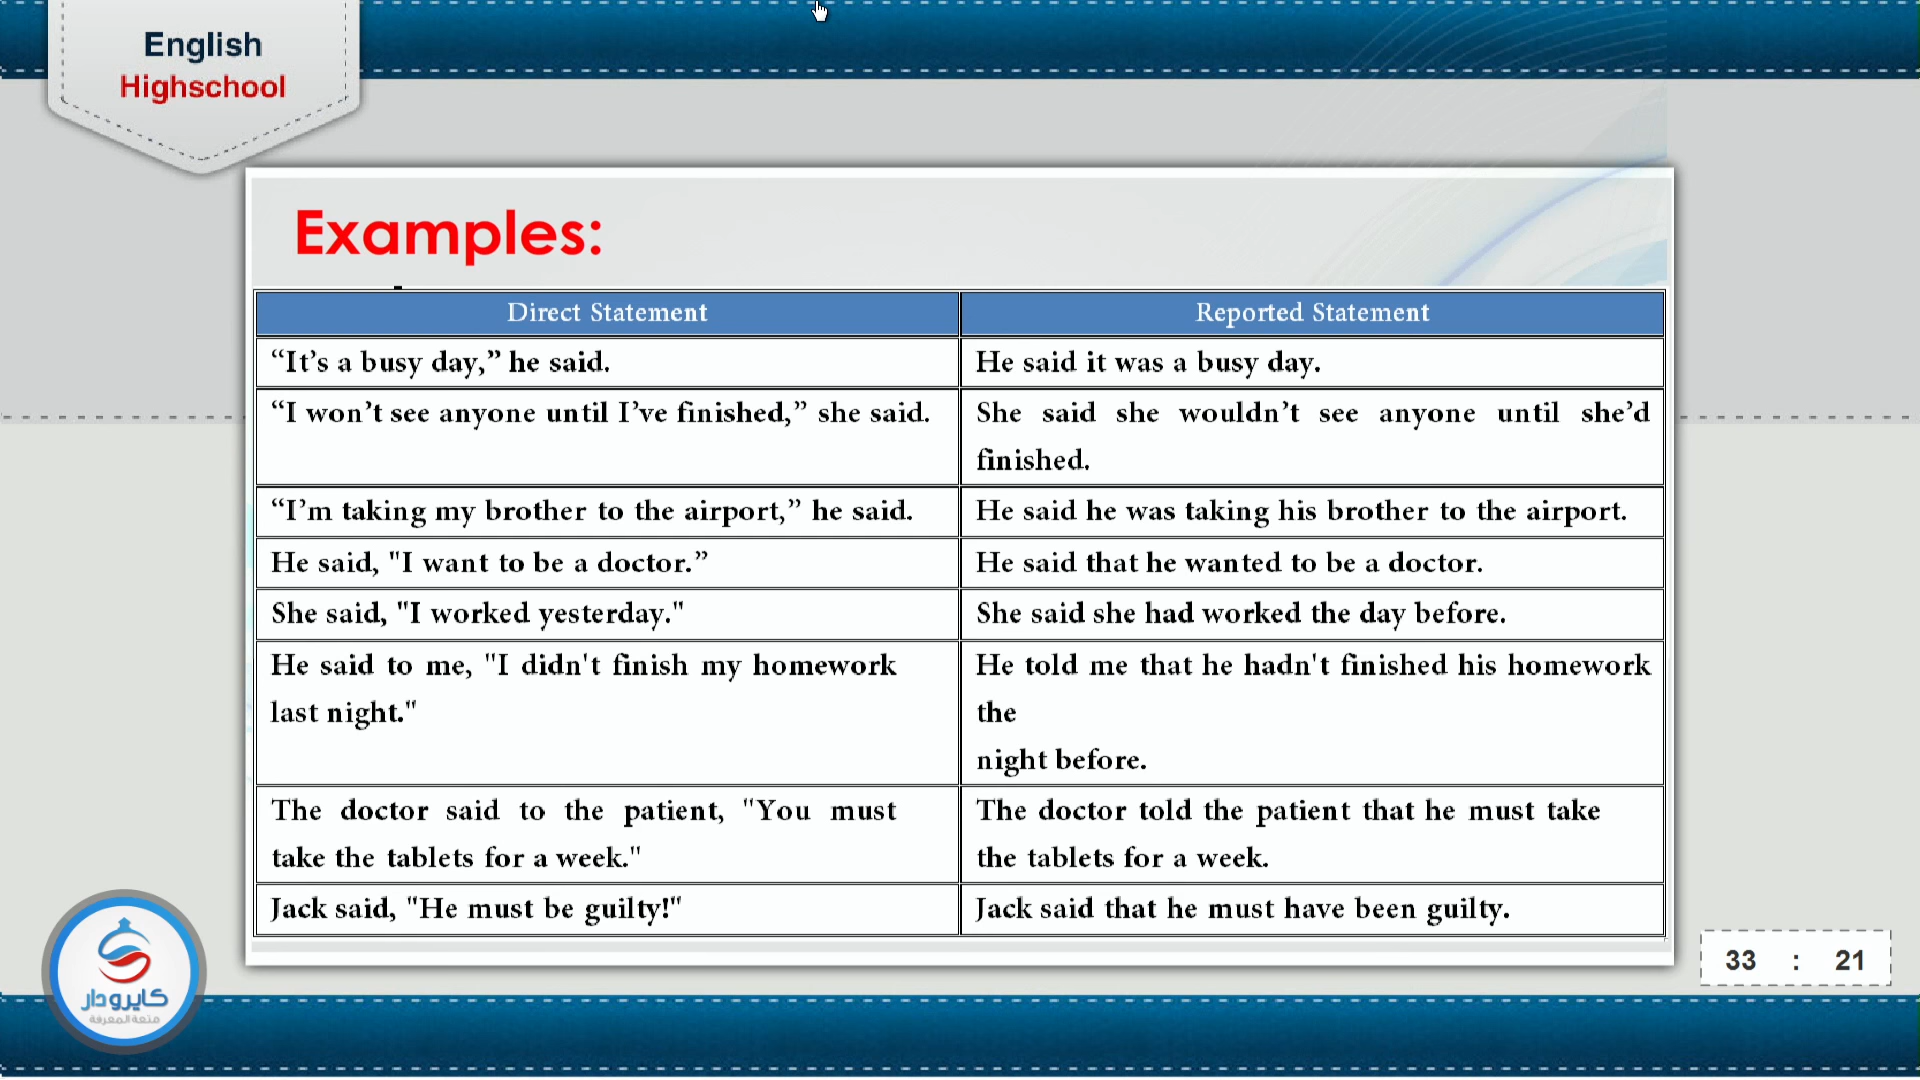 English
Highschool
Examples:
Direct Statement
Reported Statement
“It’s a busy day,” he said.
He said it was a busy day.
“I won’t see anyone until I’ve finished,” she said.
She said she wouldn’t see anyone until she’d
finished.
“I’m taking my brother to the airport,” he said.
He said he was taking his brother to the airport.
He said, "I want to be a doctor.”
He said that he wanted to be a doctor.
She said, "I worked yesterday."
She said she had worked the day before.
He said to me, "I didn't finish my homework
last night."
He told me that he hadn't finished his homework
the
night before.
The doctor said to the patient, "You must
take the tablets for a week."
The doctor told the patient that he must take
the tablets for a week.
Jack said, "He must be guilty!"
Jack said that he must have been guilty.
كايرودار
متعة المعرفة
33 : 21